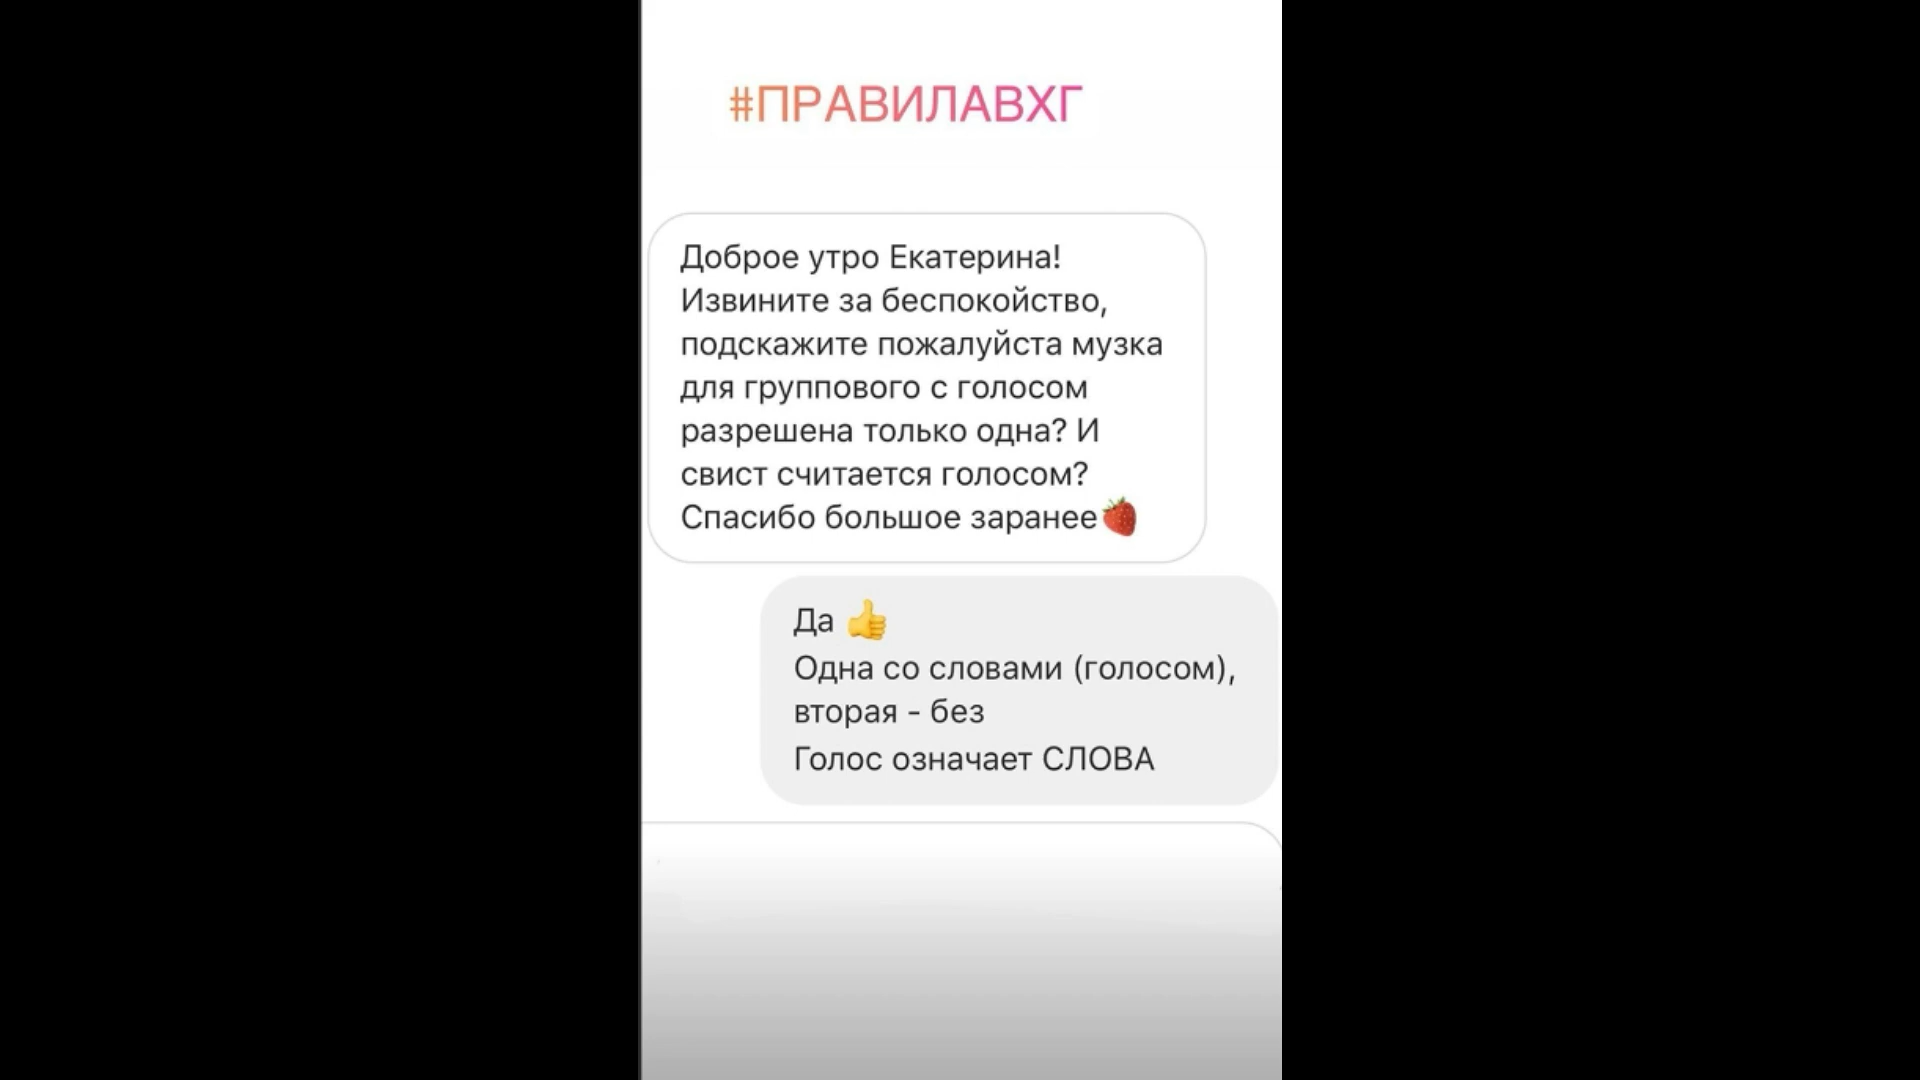 #ПРАВИЛАВХГ
Доброе утро Екатерина!
Извините за беспокойство,
подскажите пожалуйста музка
для группового с голосом
разрешена только одна? И
свист считается голосом?
Спасибо большое заранее🍓
Да 👍
Одна со словами (голосом),
вторая - без
Голос означает СЛОВА